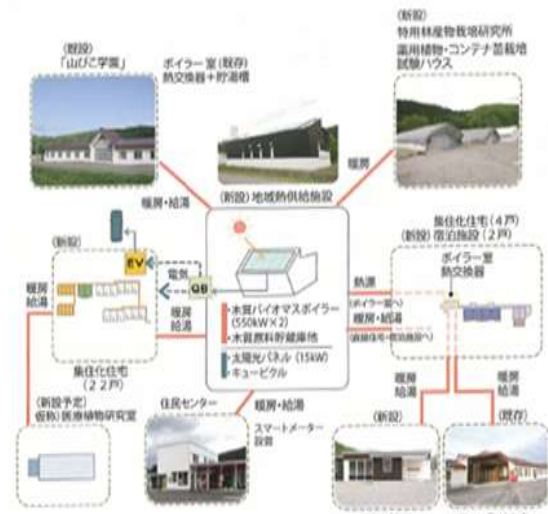 (既設)
「山びこ学園」
ボイラー室(既存)
熱交換器+貯湯槽
(新設)
特用林産物栽培研究所
薬用植物・コンテナ苗栽培
試験ハウス
暖房・給湯
(新設)地域熱供給施設
暖房
(新設)
EV
電気
QB
暖房
給湯
暖房
給湯
・木質バイオマスボイラー
(550kW×2)
・木質燃料貯蔵庫他
・太陽光パネル(15kW)
・キュービクル
集住化住宅(4戸)
(新設)宿泊施設(2戸)
ボイラー室
熱交換器
熱源
(ボイラー室へ)
暖房・給湯
集住化住宅
(22戸)
(新設予定)
仮称)医療植物研究室
住民センター
暖房・給湯
スマートメーター
設置
暖房
給湯
暖房
給湯
(新設)
(既存)